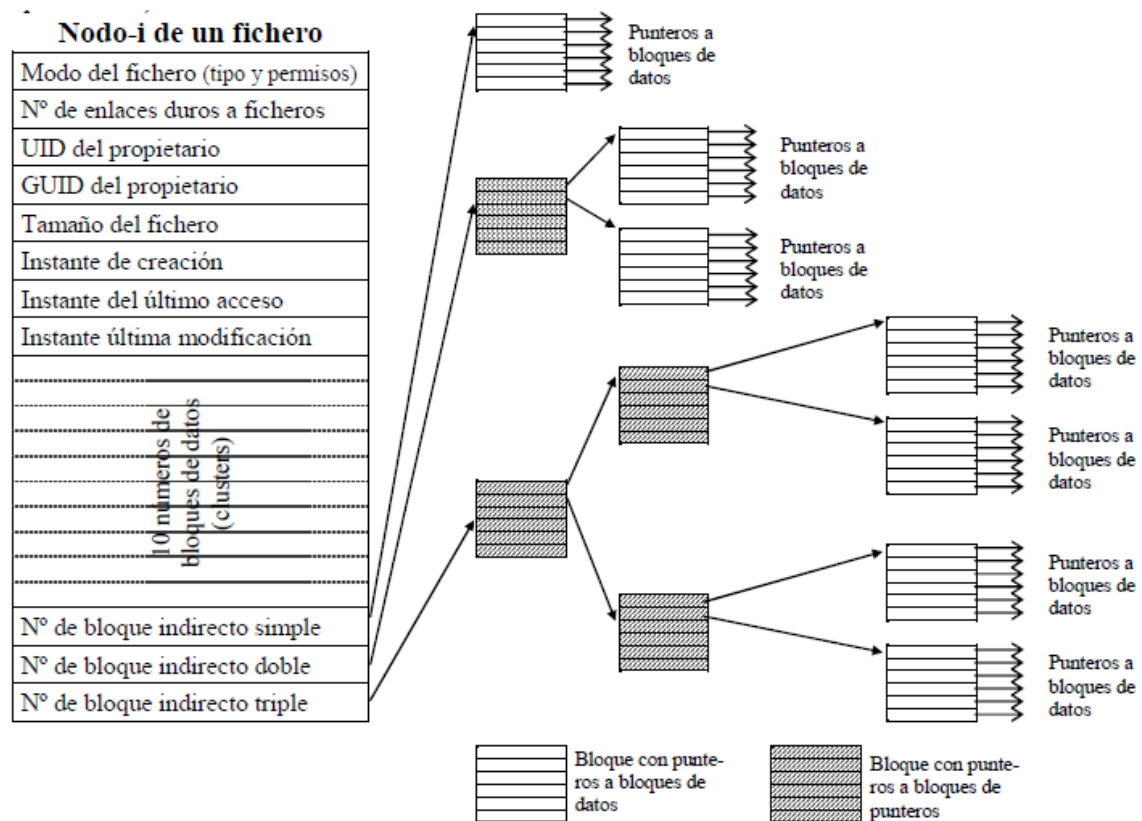 Nodo-i de un fichero
Modo del fichero (tipo y permisos)
Nº de enlaces duros a ficheros
UID del propietario
GUID del propietario
Tamaño del fichero
Instante de creación
Instante del último acceso
Instante última modificación
10 números de
bloques de datos
(clusters)
Nº de bloque indirecto simple
Nº de bloque indirecto doble
Nº de bloque indirecto triple
Punteros a
bloques de
datos
Punteros a
bloques de
datos
Punteros a
bloques de
datos
Punteros a
bloques de
datos
Punteros a
bloques de
datos
Punteros a
bloques de
datos
Punteros a
bloques de
datos
Bloque con punte-
ros a bloques de
datos
Bloque con punte-
ros a bloques de
punteros